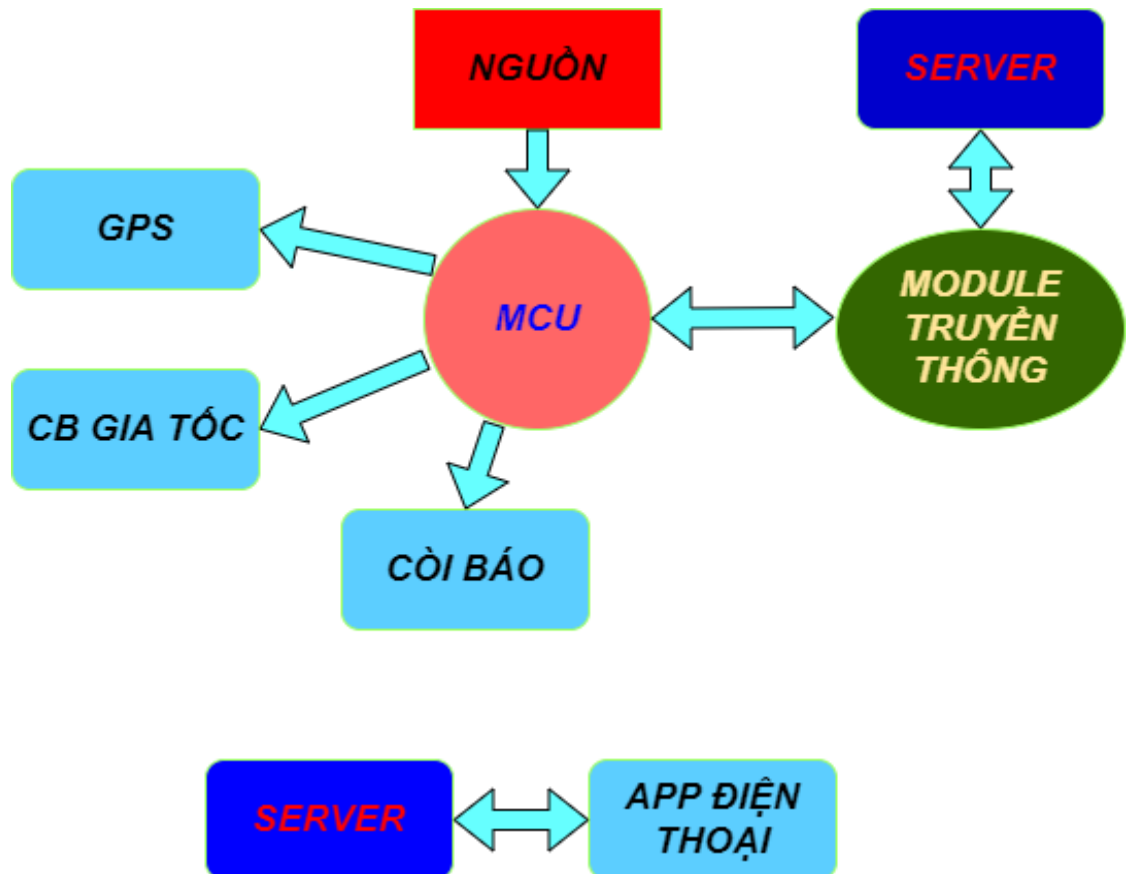 NGUỒN
SERVER
GPS
MCU
MODULE
TRUYỀN
THÔNG
CB GIA TỐC
CÒI BÁO
SERVER
APP ĐIỆN
THOẠI